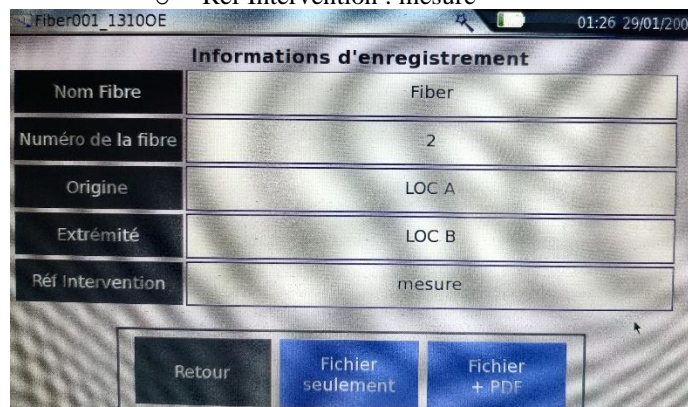 ○ Réf Intervention : mesure
Fiber001_1310OE 01:26 29/01/200
Informations d'enregistrement
Nom Fibre Fiber
Numéro de la fibre 2
Origine LOC A
Extrémité LOC B
Réf Intervention mesure
Retour Fichier seulement Fichier + PDF